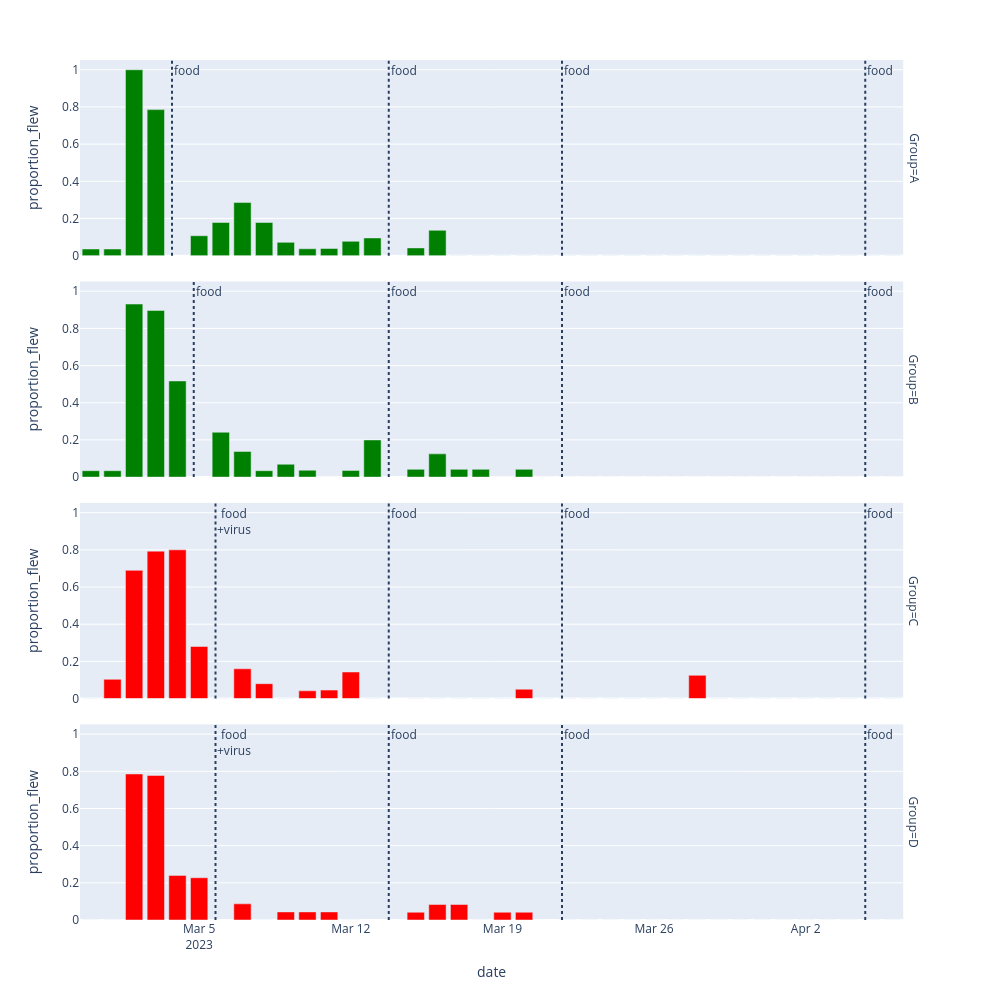 proportion_flew
1
0.8
0.6
0.4
0.2
0
food
food
food
food
Group=A
proportion_flew
1
0.8
0.6
0.4
0.2
0
food
food
food
food
Group=B
proportion_flew
1
0.8
0.6
0.4
0.2
0
food
+virus
food
food
food
Group=C
proportion_flew
1
0.8
0.6
0.4
0.2
0
food
+virus
food
food
food
Group=D
Mar 5
2023
Mar 12
Mar 19
Mar 26
Apr 2
date